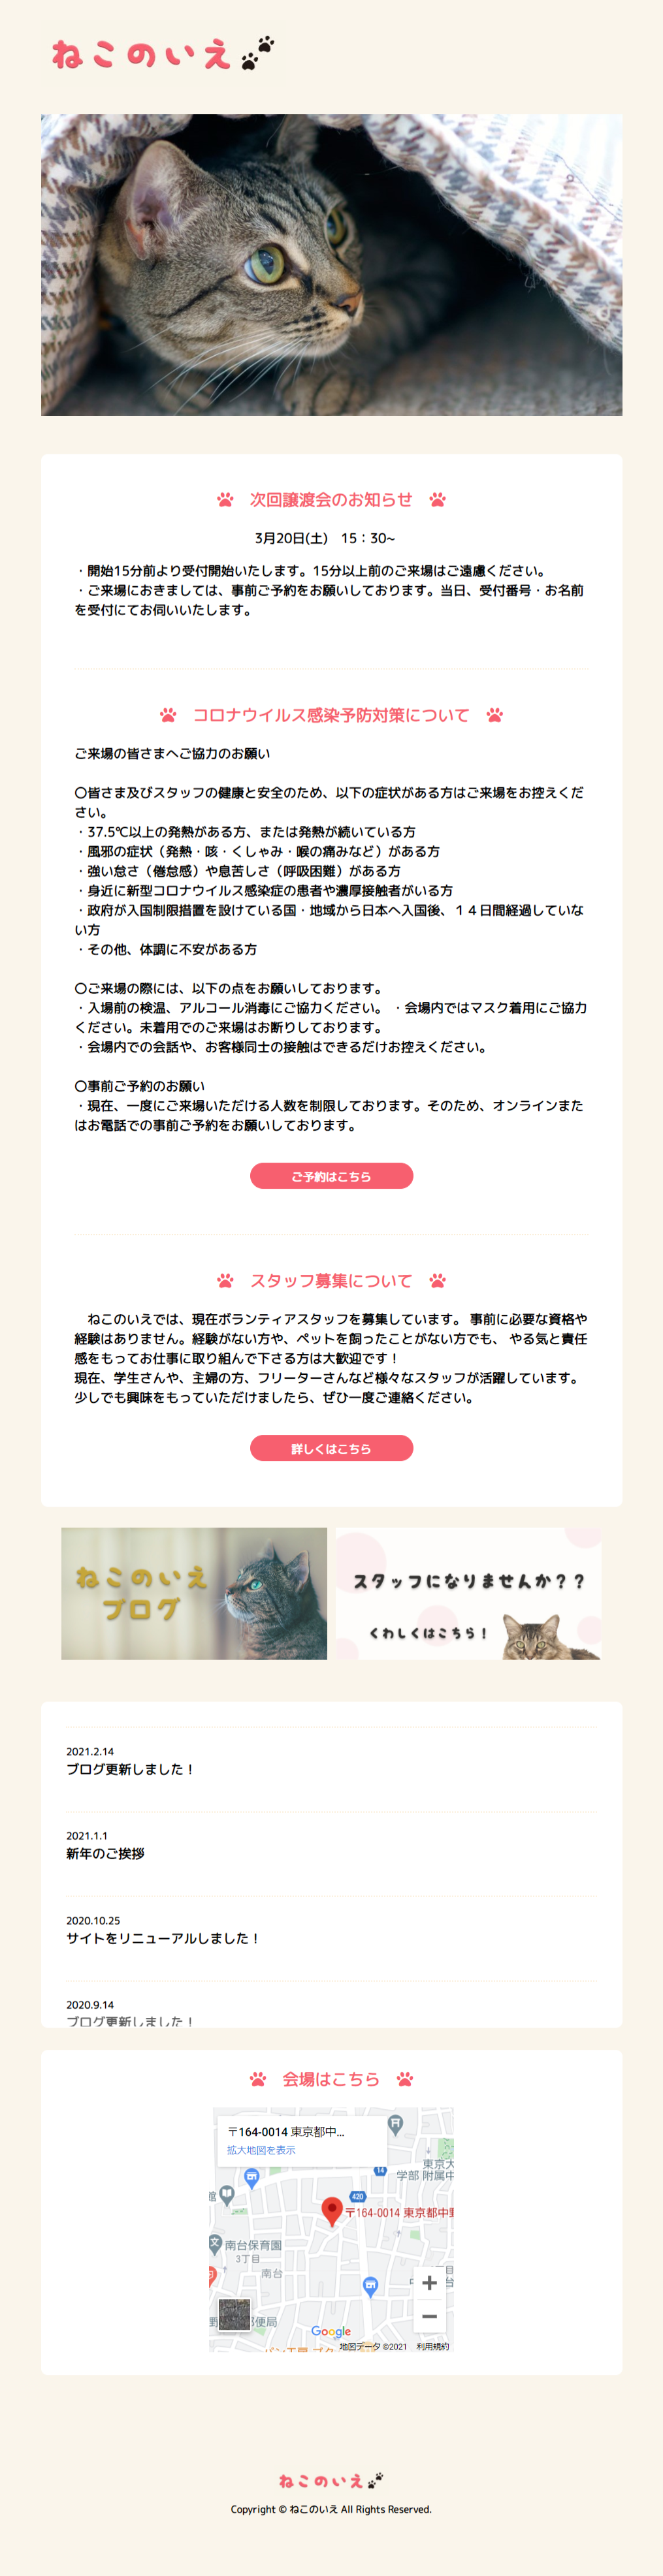 ねこのいえ
次回譲渡会のお知らせ
3月20日(土)　15：30~
・開始15分前より受付開始いたします。15分以上前のご来場はご遠慮ください。
・ご来場におきましては、事前ご予約をお願いしております。当日、受付番号・お名前
を受付にてお伺いいたします。
コロナウイルス感染予防対策について
ご来場の皆さまへご協力のお願い
〇皆さま及びスタッフの健康と安全のため、以下の症状がある方はご来場をお控えくだ
さい。
・37.5℃以上の発熱がある方、または発熱が続いている方
・風邪の症状（発熱・咳・くしゃみ・喉の痛みなど）がある方
・強い怠さ（倦怠感）や息苦しさ（呼吸困難）がある方
・身近に新型コロナウイルス感染症の患者や濃厚接触者がいる方
・政府が入国制限措置を設けている国・地域から日本へ入国後、１４日間経過していな
い方
・その他、体調に不安がある方
〇ご来場の際には、以下の点をお願いしております。
・入場前の検温、アルコール消毒にご協力ください。 ・会場内ではマスク着用にご協力
ください。未着用でのご来場はお断りしております。
・会場内での会話や、お客様同士の接触はできるだけお控えください。
〇事前ご予約のお願い
・現在、一度にご来場いただける人数を制限しております。そのため、オンラインまた
はお電話での事前ご予約をお願いしております。
ご予約はこちら
スタッフ募集について
　ねこのいえでは、現在ボランティアスタッフを募集しています。 事前に必要な資格や
経験はありません。経験がない方や、ペットを飼ったことがない方でも、 やる気と責任
感をもってお仕事に取り組んで下さる方は大歓迎です！
現在、学生さんや、主婦の方、フリーターさんなど様々なスタッフが活躍しています。
少しでも興味をもっていただけましたら、ぜひ一度ご連絡ください。
詳しくはこちら
ねこのいえ
ブログ
スタッフになりませんか？？
くわしくはこちら！
2021.2.14
ブログ更新しました！
2021.1.1
新年のご挨拶
2020.10.25
サイトをリニューアルしました！
2020.9.14
ブログ更新しました！
会場はこちら
〒164-0014 東京都中...
拡大地図を表示
東京大
学部 附属中
14
420
〒164-0014 東京都中野
南台保育園
3丁目
南台
便局
Google
地図データ ©2021　利用規約
ねこのいえ
Copyright © ねこのいえ All Rights Reserved.